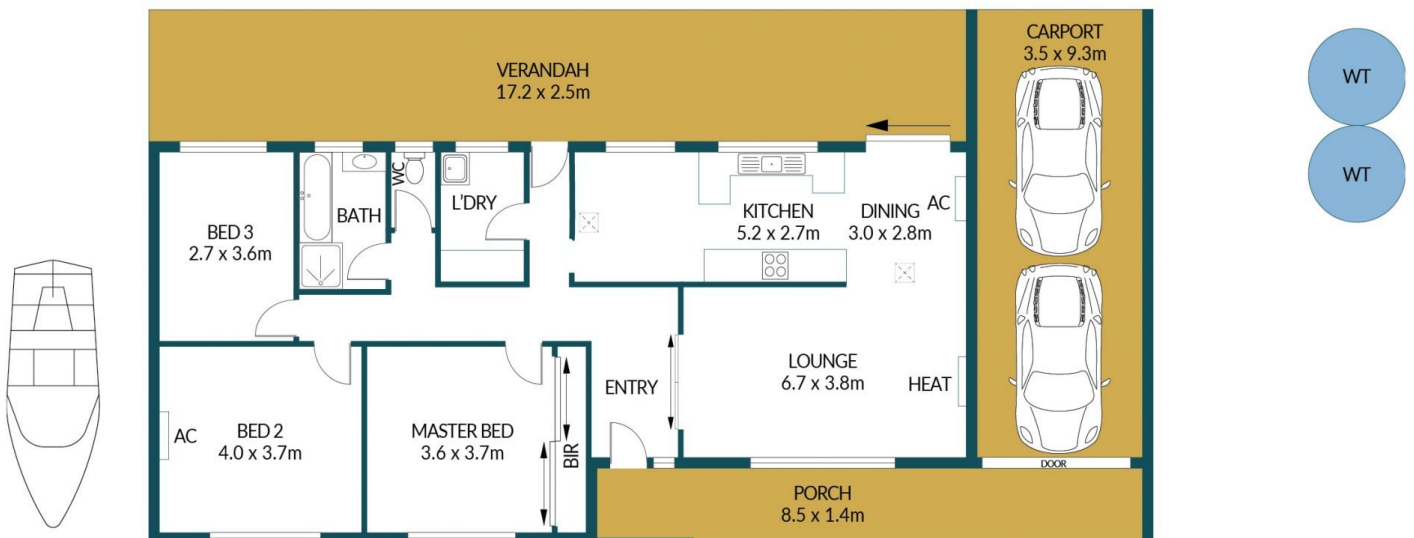 CARPORT
3.5 x 9.3m
VERANDAH
17.2 x 2.5m
WT
WT
WC
L'DRY
BATH
KITCHEN
5.2 x 2.7m
DINING
3.0 x 2.8m
AC
BED 3
2.7 x 3.6m
LOUNGE
6.7 x 3.8m
HEAT
ENTRY
AC
BED 2
4.0 x 3.7m
MASTER BED
3.6 x 3.7m
BIR
DOOR
PORCH
8.5 x 1.4m